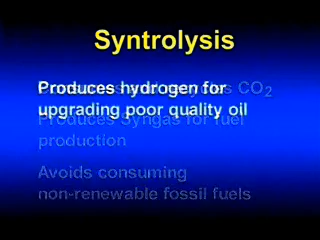 Syntrolysis
Produces hydrogen for
CO2
upgrading poor quality oil
Produces Syngas for fuel
production
Avoids consuming
non-renewable fossil fuels